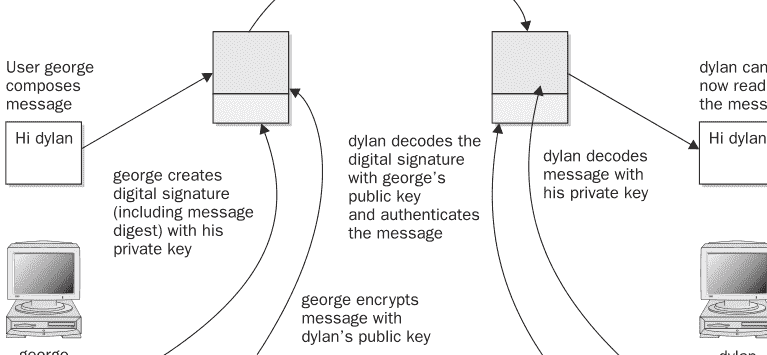 User george
composes
message
Hi dylan
george creates
digital signature
(including message
digest) with his
private key
george encrypts
message with
dylan's public key
dylan decodes the
digital signature
with george's
public key
and authenticates
the message
dylan decodes
message with
his private key
dylan can
now read
the mess
Hi dylan
george
dylan